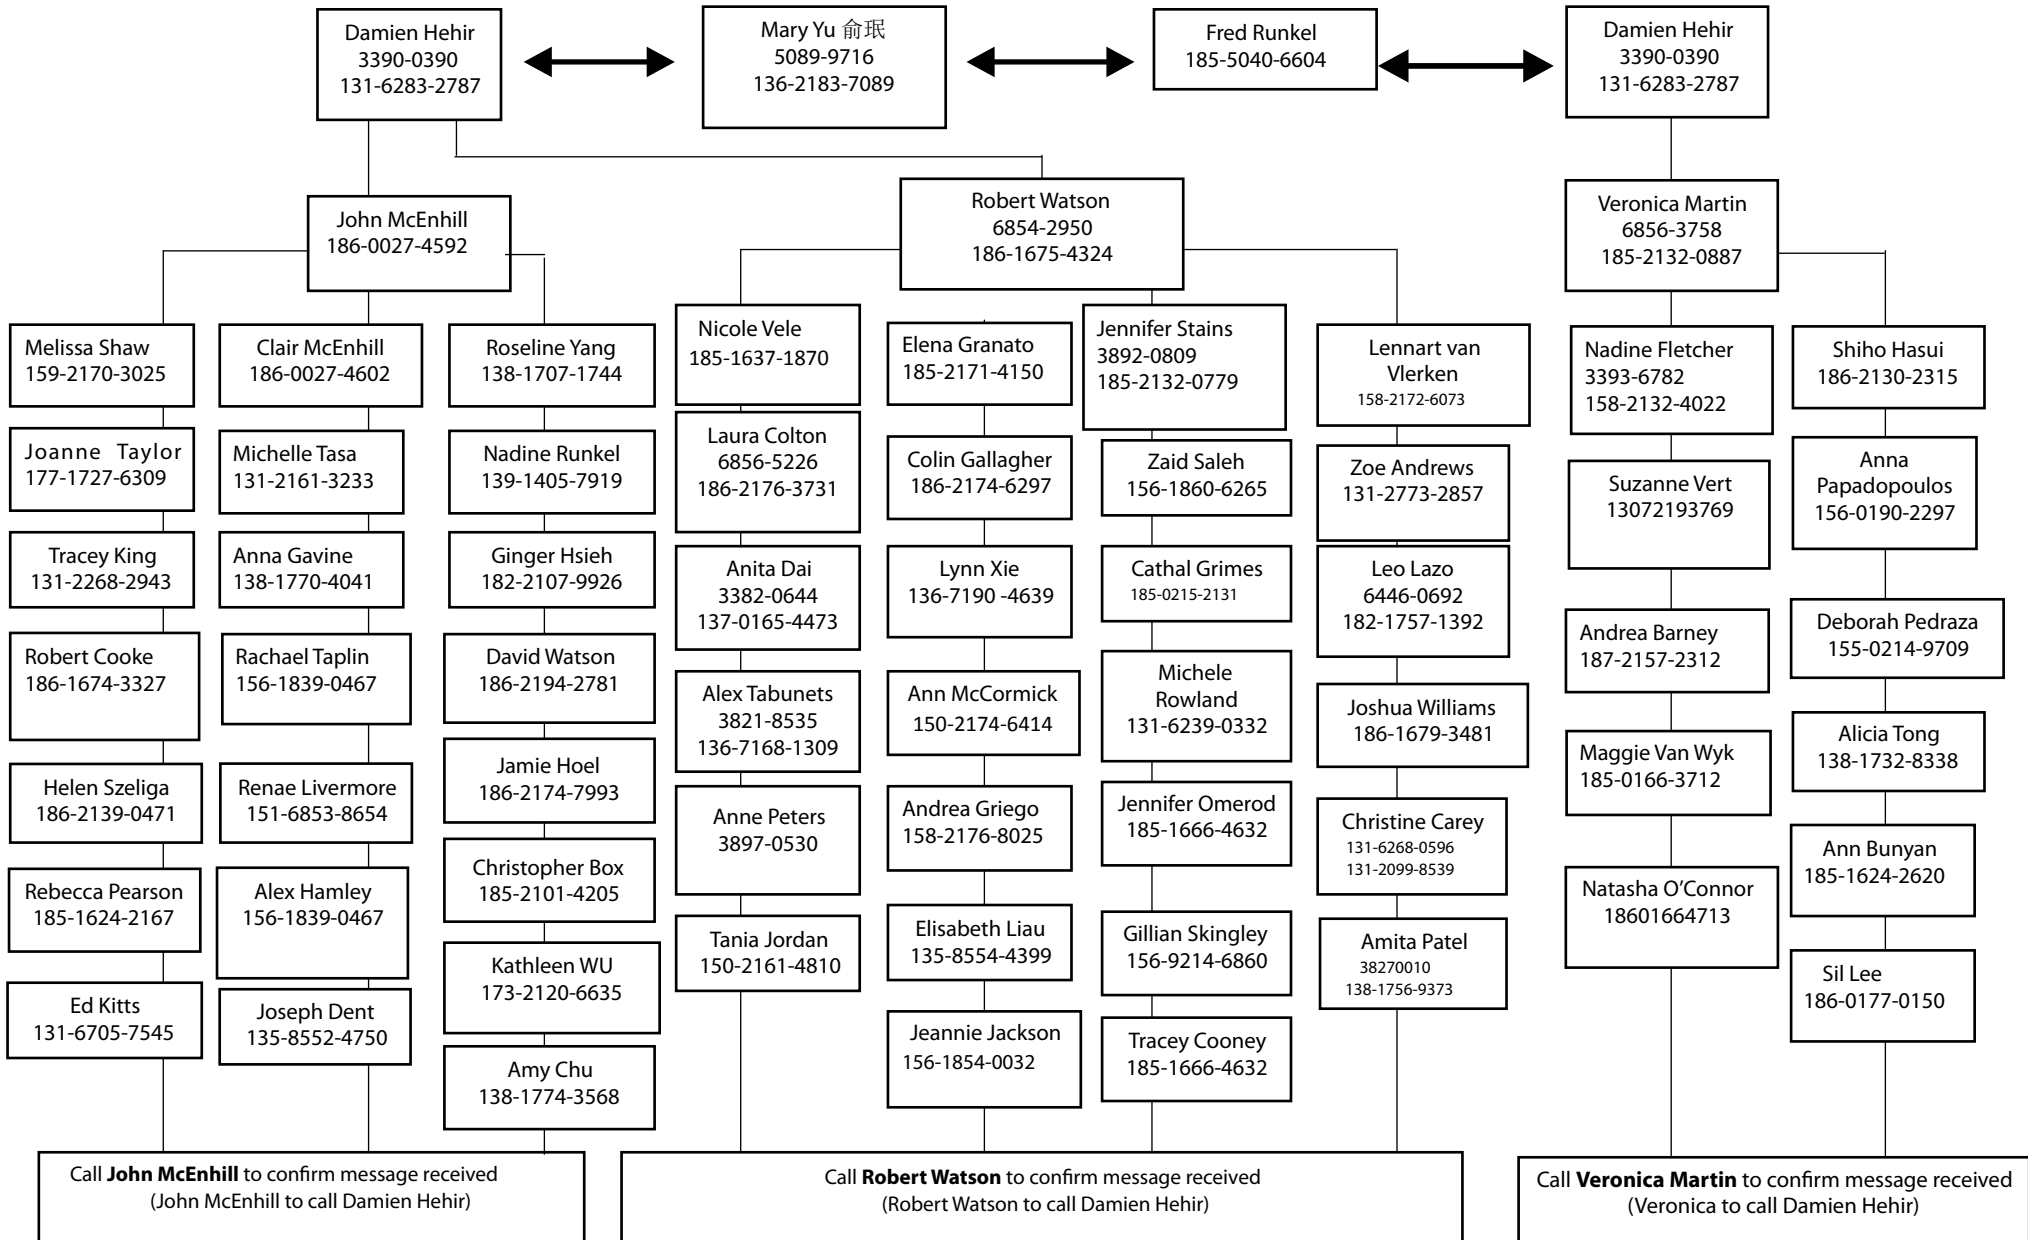 Damien Hehir
3390-0390
131-6283-2787
Mary Yu 俞珉
5089-9716
136-2183-7089
Fred Runkel
185-5040-6604
Damien Hehir
3390-0390
131-6283-2787
John McEnhill
186-0027-4592
Robert Watson
6854-2950
186-1675-4324
Veronica Martin
6856-3758
185-2132-0887
Melissa Shaw
159-2170-3025
Joanne Taylor
177-1727-6309
Tracey King
131-2268-2943
Robert Cooke
186-1674-3327
Helen Szeliga
186-2139-0471
Rebecca Pearson
185-1624-2167
Ed Kitts
131-6705-7545
Clair McEnhill
186-0027-4602
Michelle Tasa
131-2161-3233
Anna Gavine
138-1770-4041
Rachael Taplin
156-1839-0467
Renae Livermore
151-6853-8654
Alex Hamley
156-1839-0467
Joseph Dent
135-8552-4750
Roseline Yang
138-1707-1744
Nadine Runkel
139-1405-7919
Ginger Hsieh
182-2107-9926
David Watson
186-2194-2781
Jamie Hoel
186-2174-7993
Christopher Box
185-2101-4205
Kathleen WU
173-2120-6635
Amy Chu
138-1774-3568
Nicole Vele
185-1637-1870
Laura Colton
6856-5226
186-2176-3731
Anita Dai
3382-0644
137-0165-4473
Alex Tabunets
3821-8535
136-7168-1309
Anne Peters
3897-0530
Tania Jordan
150-2161-4810
Elena Granato
185-2171-4150
Colin Gallagher
186-2174-6297
Lynn Xie
136-7190 -4639
Ann McCormick
150-2174-6414
Andrea Griego
158-2176-8025
Elisabeth Liau
135-8554-4399
Jeannie Jackson
156-1854-0032
Jennifer Stains
3892-0809
185-2132-0779
Zaid Saleh
156-1860-6265
Cathal Grimes
185-0215-2131
Michele
Rowland
131-6239-0332
Jennifer Omerod
185-1666-4632
Gillian Skingley
156-9214-6860
Tracey Cooney
185-1666-4632
Lennart van
Vlerken
158-2172-6073
Zoe Andrews
131-2773-2857
Leo Lazo
6446-0692
182-1757-1392
Joshua Williams
186-1679-3481
Christine Carey
131-6268-0596
131-2099-8539
Amita Patel
38270010
138-1756-9373
Nadine Fletcher
3393-6782
158-2132-4022
Suzanne Vert
13072193769
Andrea Barney
187-2157-2312
Maggie Van Wyk
185-0166-3712
Natasha O’Connor
18601664713
Shiho Hasui
186-2130-2315
Anna
Papadopoulos
156-0190-2297
Deborah Pedraza
155-0214-9709
Alicia Tong
138-1732-8338
Ann Bunyan
185-1624-2620
Sil Lee
186-0177-0150
Call John McEnhill to confirm message received
(John McEnhill to call Damien Hehir)
Call Robert Watson to confirm message received
(Robert Watson to call Damien Hehir)
Call Veronica Martin to confirm message received
(Veronica to call Damien Hehir)